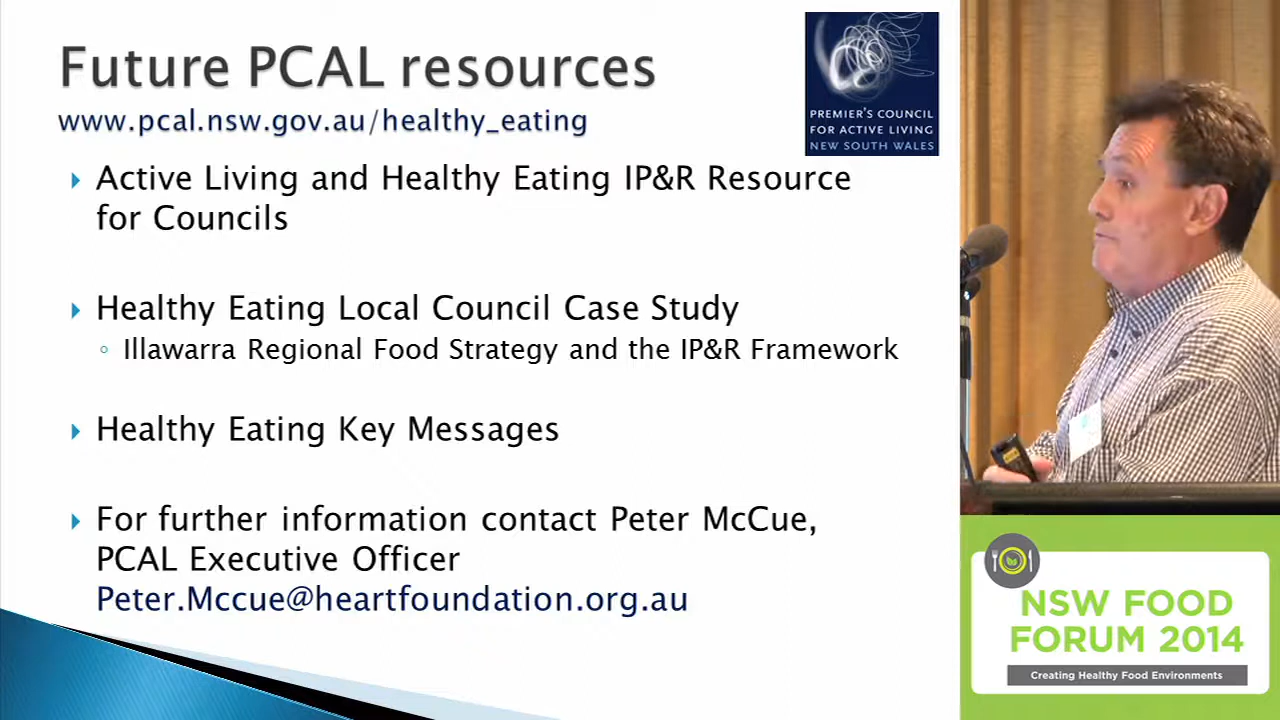 Future PCAL resources
www.pcal.nsw.gov.au/healthy_eating
PREMIER'S COUNCIL
FOR ACTIVE LIVING
NEW SOUTH WALES
Active Living and Healthy Eating IP&R Resource
for Councils
Healthy Eating Local Council Case Study
Illawarra Regional Food Strategy and the IP&R Framework
Healthy Eating Key Messages
For further information contact Peter McCue,
PCAL Executive Officer
Peter.Mccue@heartfoundation.org.au
NSW FOOD
FORUM 2014
Creating Healthy Food Environments